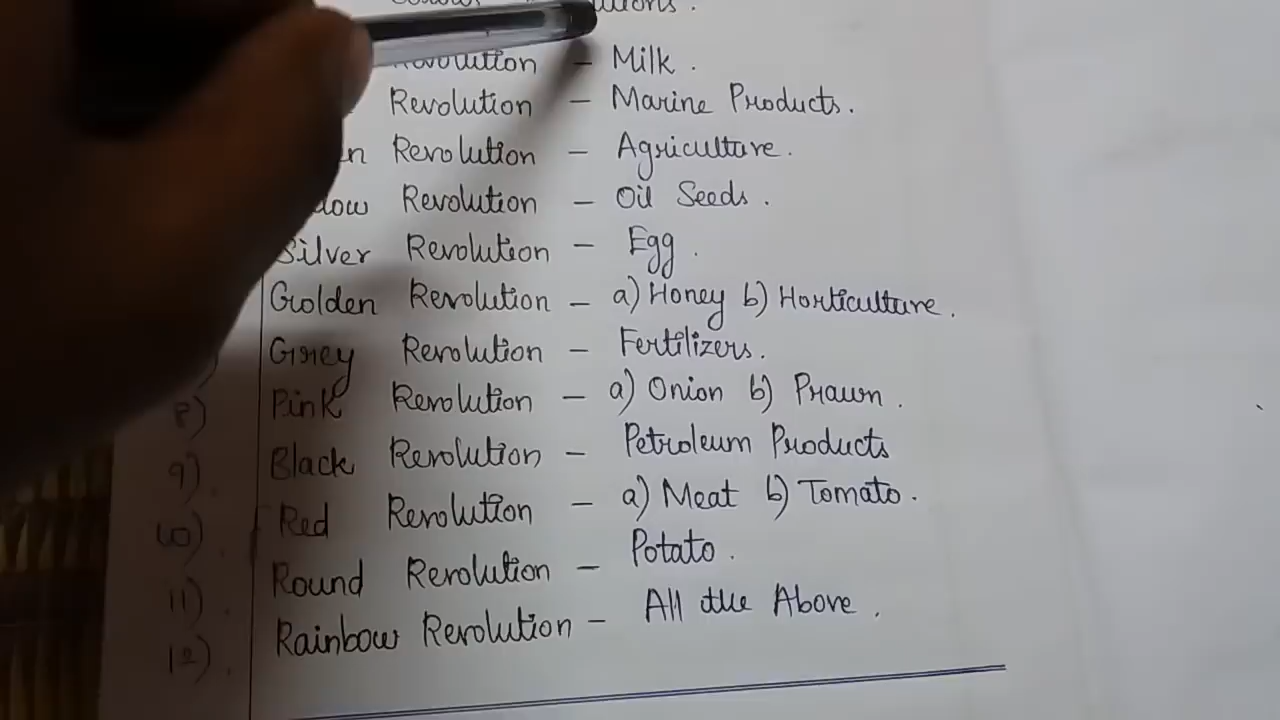 Revolution – Milk .
Revolution – Marine Products.
Revolution – Agriculture.
Revolution – Oil Seeds .
Silver Revolution – Egg .
Golden Revolution – a) Honey b) Horticulture .
Grey Revolution – Fertilizers.
8) Pink Revolution – a) Onion b) Prawn .
9) Black Revolution – Petroleum Products
10) . Red Revolution – a) Meat b) Tomato .
11) . Round Revolution – Potato .
12) . Rainbow Revolution – All the Above .